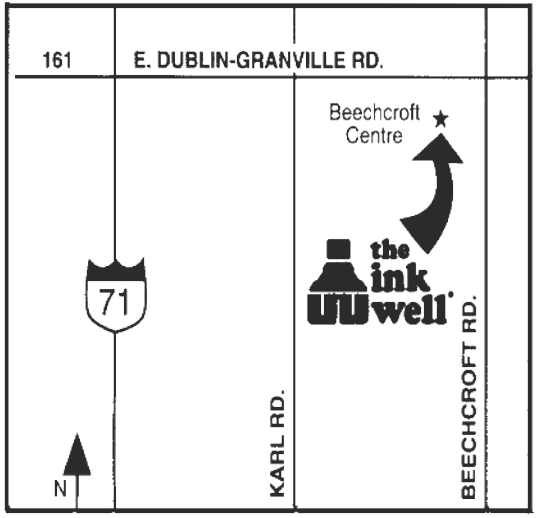 161 E. DUBLIN-GRANVILLE RD.
Beechcroft
Centre
the
ink
well
71
KARL RD.
BEECHCROFT RD.
N